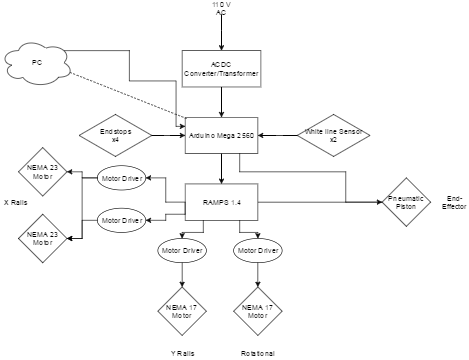 110 V
AC
PC
ACDC
Converter/Transformer
Endstops
x4
Arduino Mega 2560
White line Sensor
x2
NEMA 23
Motor
Motor Driver
X Rails
RAMPS 1.4
Pneumatic
Piston
End-
Effector
Motor Driver
NEMA 23
Motor
Motor Driver
Motor Driver
NEMA 17
Motor
NEMA 17
Motor
Y Rails
Rotational